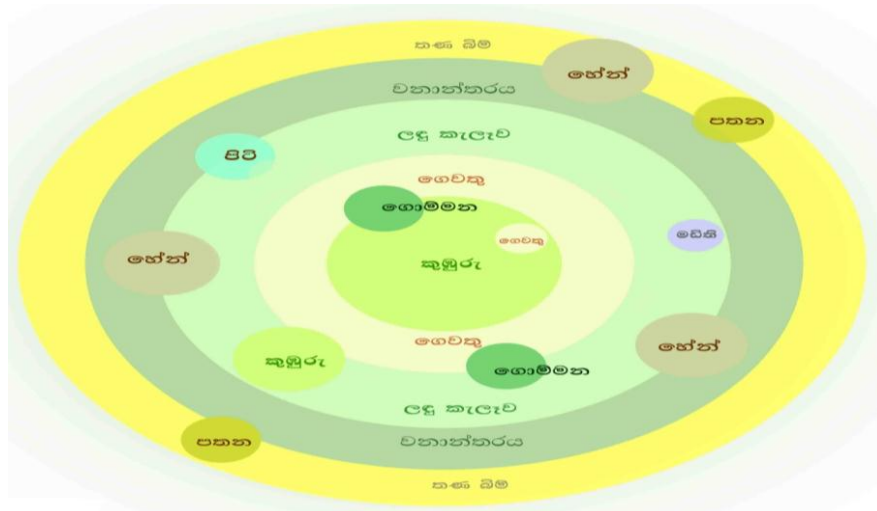 තණ බිම
හේන්
වනාන්තරය
පතන
ලඳු කැලෑව
පිටි
ගෙවතු
ගොම්මන
මඩිති
ගෙවතු
හේන්
කුඹුරු
ගෙවතු
හේන්
කුඹුරු
ගොම්මන
ලඳු කැලෑව
පතන
වනාන්තරය
තණ බිම